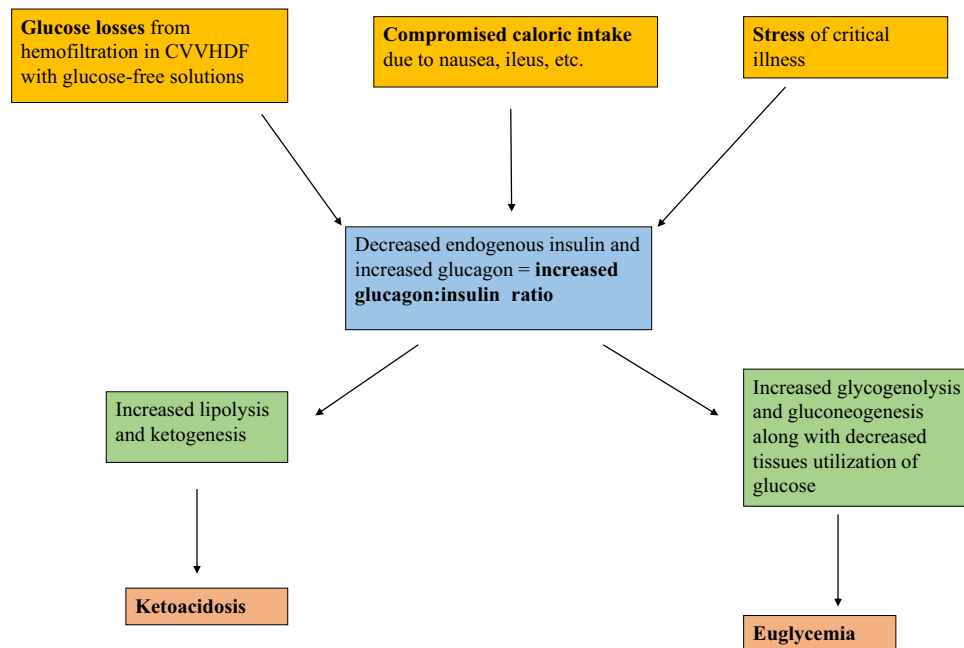 Glucose losses from
hemofiltration in CVVHDF
with glucose-free solutions
Compromised caloric intake
due to nausea, ileus, etc.
Stress of critical
illness
Decreased endogenous insulin and
increased glucagon = increased
glucagon:insulin ratio
Increased lipolysis
and ketogenesis
Increased glycogenolysis
and gluconeogenesis
along with decreased
tissues utilization of
glucose
Ketoacidosis
Euglycemia